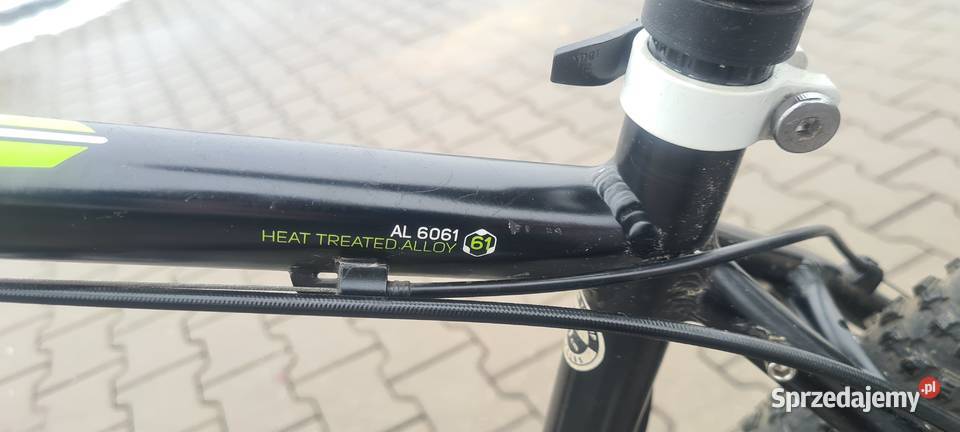 AL 6061
HEAT TREATED ALLOY 61
Sprzedajemy.pl